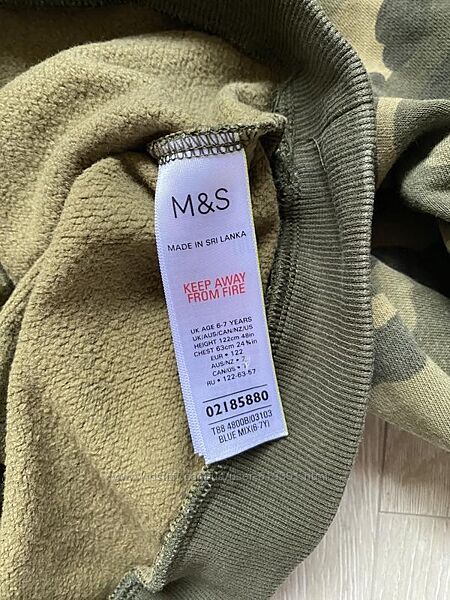 M&S
MADE IN SRI LANKA
KEEP AWAY
FROM FIRE
UK AGE 6-7 YEARS
UK/AUS/CAN/NZ/US
HEIGHT 122cm 48in
CHEST 63cm 24¾in
EUR • 122
AUS/NZ • 7
CAN/US • 7
RU • 122-63-57
02185880
T88 4800B/03103
BLUE MIX(6-7Y)